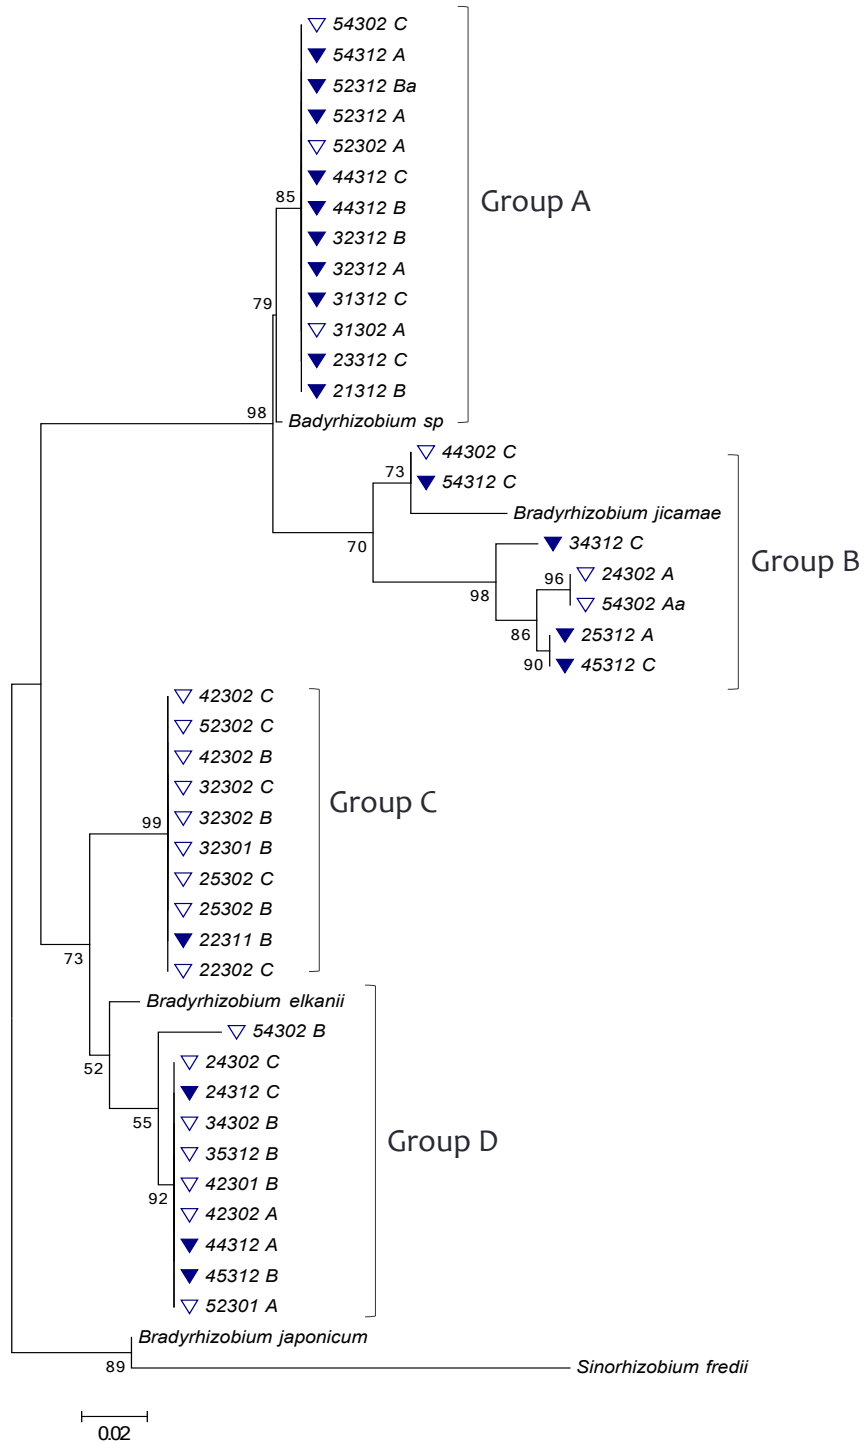 54302 C
54312 A
52312 Ba
52312 A
52302 A
44312 C
85
Group A
44312 B
32312 B
32312 A
31312 C
79
31302 A
23312 C
21312 B
98
Badyrhizobium sp
44302 C
73
54312 C
Bradyrhizobium jicamae
70
34312 C
Group B
96
24302 A
98
54302 Aa
86
25312 A
90
45312 C
42302 C
52302 C
42302 B
32302 C
Group C
99
32302 B
32301 B
25302 C
25302 B
22311 B
73
22302 C
Bradyrhizobium elkanii
54302 B
52
24302 C
24312 C
55
34302 B
Group D
35312 B
42301 B
92
42302 A
44312 A
45312 B
52301 A
Bradyrhizobium japonicum
89
Sinorhizobium fredii
0.02